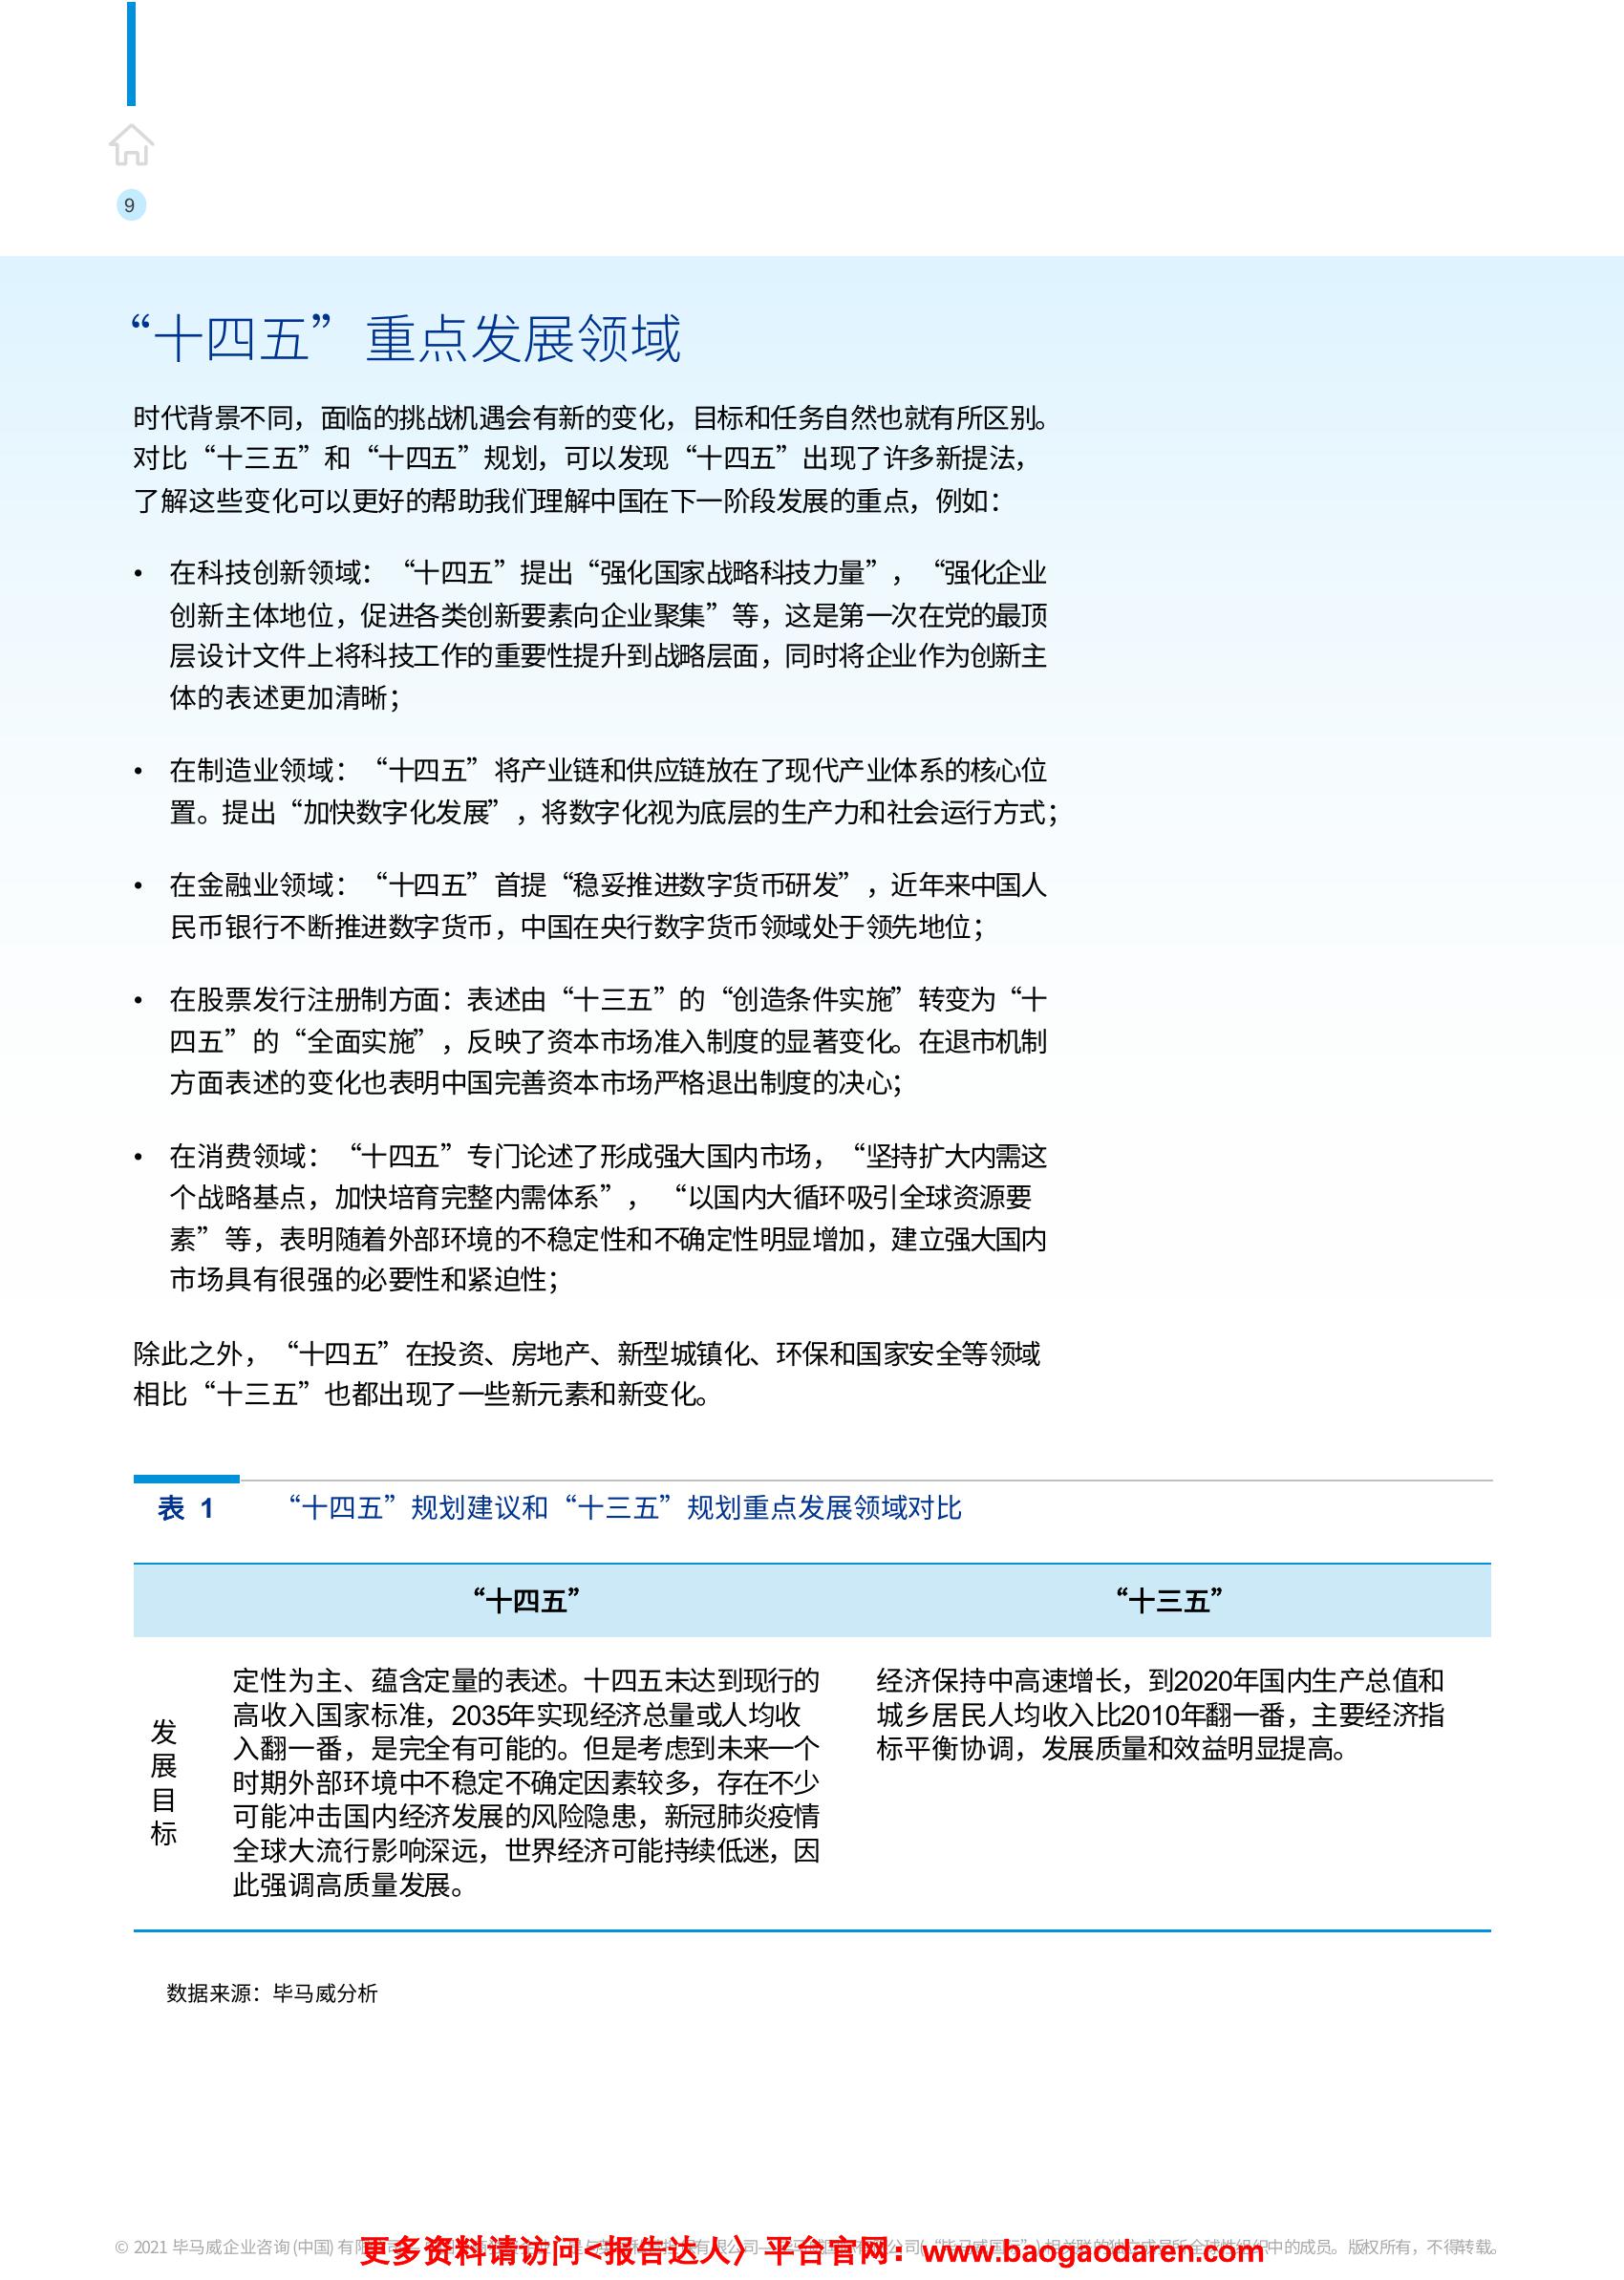 9
“十四五”重点发展领域
时代背景不同，面临的挑战机遇会有新的变化，目标和任务自然也就有所区别。
对比“十三五”和“十四五”规划，可以发现“十四五”出现了许多新提法，
了解这些变化可以更好的帮助我们理解中国在下一阶段发展的重点，例如：
• 在科技创新领域：“十四五”提出“强化国家战略科技力量”，“强化企业
创新主体地位，促进各类创新要素向企业聚集”等，这是第一次在党的最顶
层设计文件上将科技工作的重要性提升到战略层面，同时将企业作为创新主
体的表述更加清晰；
• 在制造业领域：“十四五”将产业链和供应链放在了现代产业体系的核心位
置。提出“加快数字化发展”，将数字化视为底层的生产力和社会运行方式；
• 在金融业领域：“十四五”首提“稳妥推进数字货币研发”，近年来中国人
民币银行不断推进数字货币，中国在央行数字货币领域处于领先地位；
• 在股票发行注册制方面：表述由“十三五”的“创造条件实施”转变为“十
四五”的“全面实施”，反映了资本市场准入制度的显著变化。在退市机制
方面表述的变化也表明中国完善资本市场严格退出制度的决心；
• 在消费领域：“十四五”专门论述了形成强大国内市场，“坚持扩大内需这
个战略基点，加快培育完整内需体系”，“以国内大循环吸引全球资源要
素”等，表明随着外部环境的不稳定性和不确定性明显增加，建立强大国内
市场具有很强的必要性和紧迫性；
除此之外，“十四五”在投资、房地产、新型城镇化、环保和国家安全等领域
相比“十三五”也都出现了一些新元素和新变化。
表 1 “十四五”规划建议和“十三五”规划重点发展领域对比
“十四五” “十三五”
发展目标
定性为主、蕴含定量的表述。十四五末达到现行的
高收入国家标准，2035年实现经济总量或人均收
入翻一番，是完全有可能的。但是考虑到未来一个
时期外部环境中不稳定不确定因素较多，存在不少
可能冲击国内经济发展的风险隐患，新冠肺炎疫情
全球大流行影响深远，世界经济可能持续低迷，因
此强调高质量发展。
经济保持中高速增长，到2020年国内生产总值和
城乡居民人均收入比2010年翻一番，主要经济指
标平衡协调，发展质量和效益明显提高。
数据来源：毕马威分析
© 2021 毕马威企业咨询 (中国) 有限
中的成员。版权所有，不得转载。
更多资料请访问<报告达人〉平台官网：www.baogaodaren.com